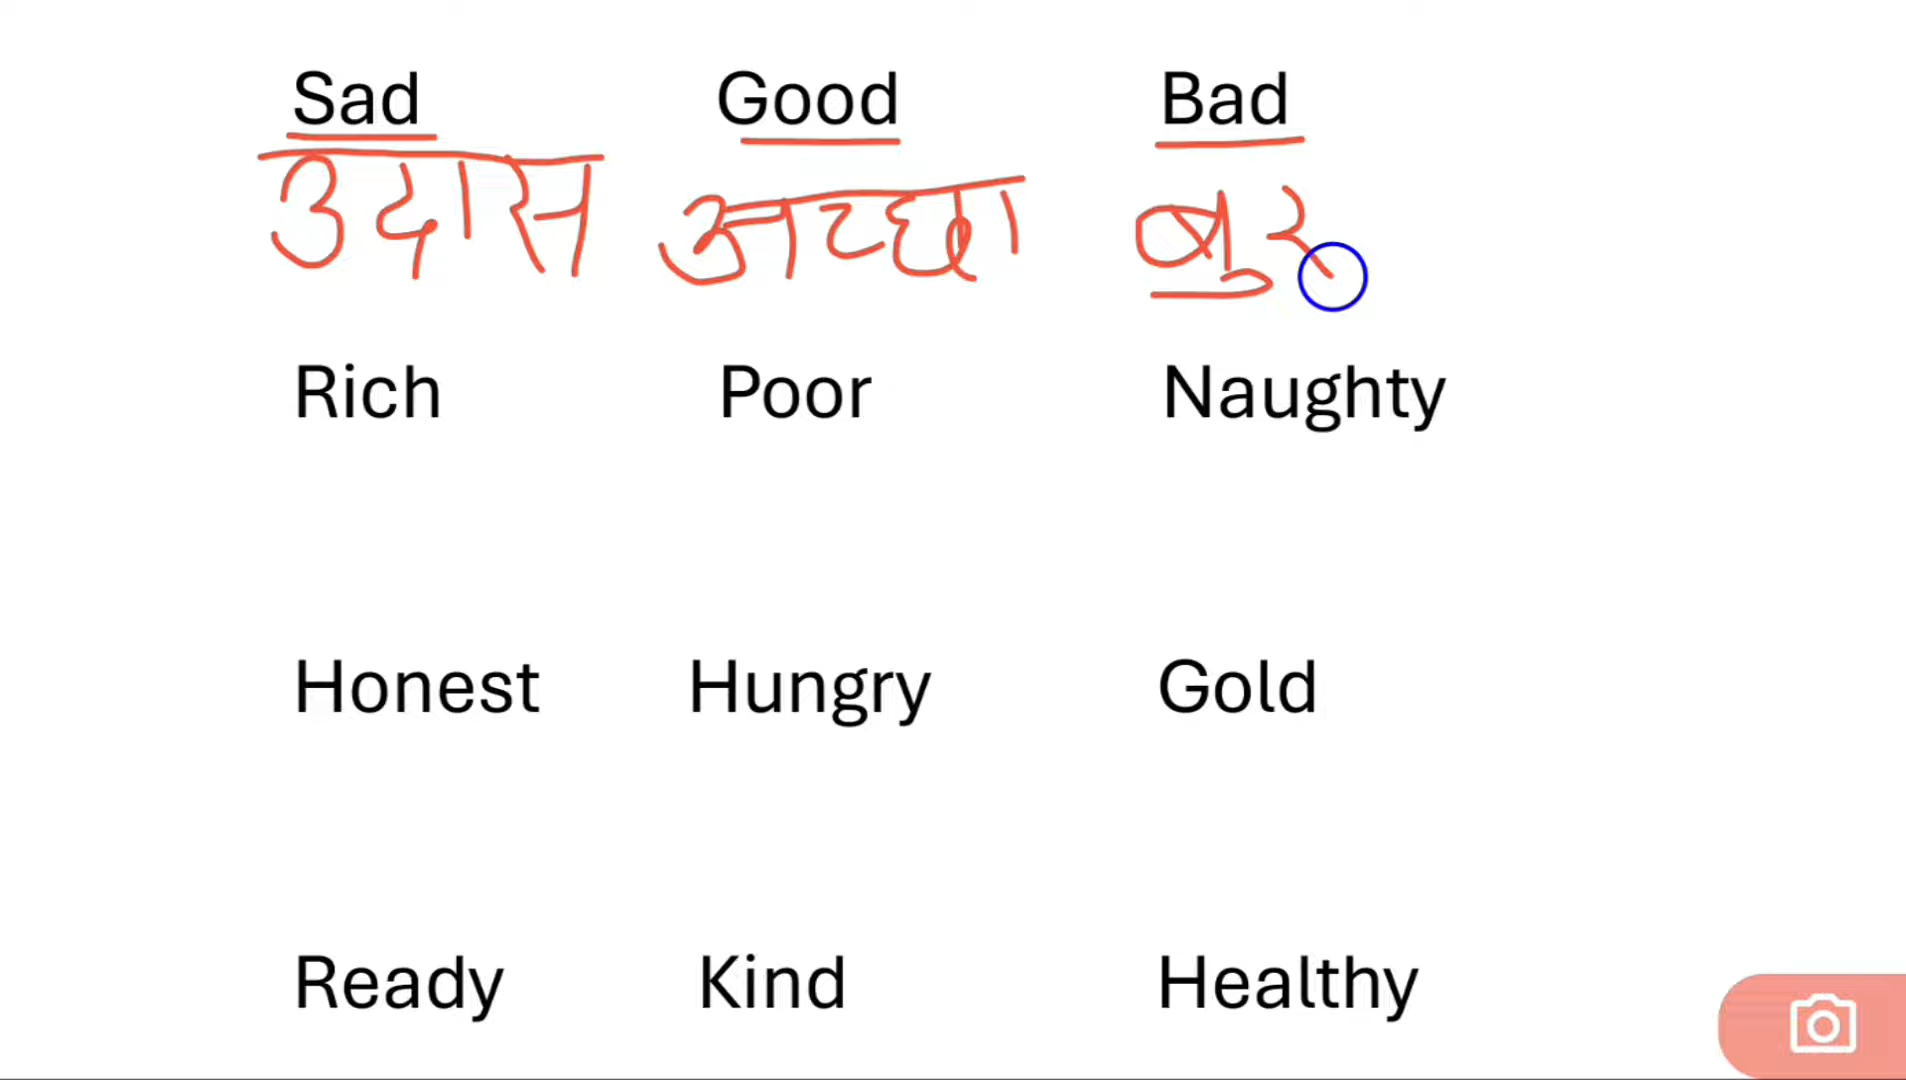 Sad Good Bad
उदास अच्छा बुर
Rich Poor Naughty
Honest Hungry Gold
Ready Kind Healthy